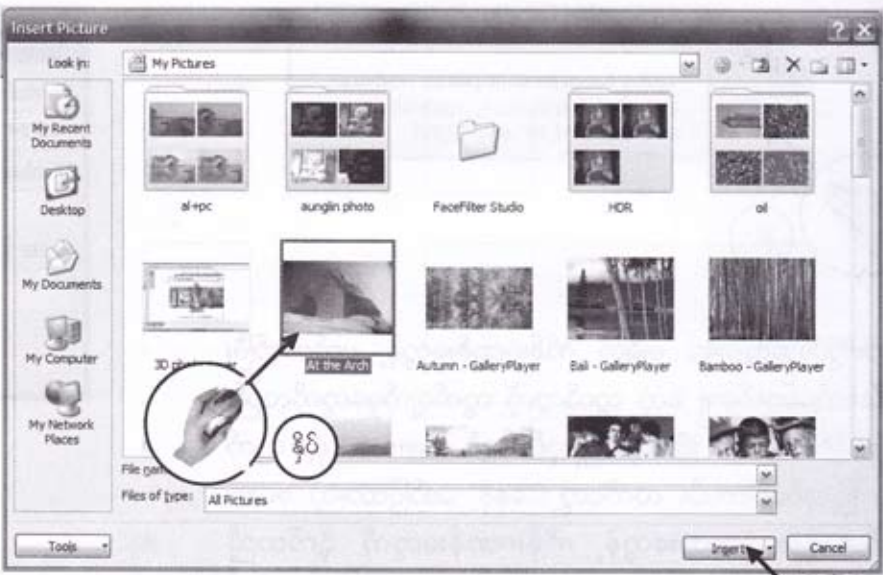 Insert Picture
Look in: My Pictures
My Recent Documents
Desktop
My Documents
My Computer
My Network Places
al+pc
aunglin photo
FaceFilter Studio
HDR
oil
3D
At the Arch
Autumn - GalleryPlayer
Bali - GalleryPlayer
Bamboo - GalleryPlayer
နှိပ်
File
Files of type: All Pictures
Tools
Insert
Cancel